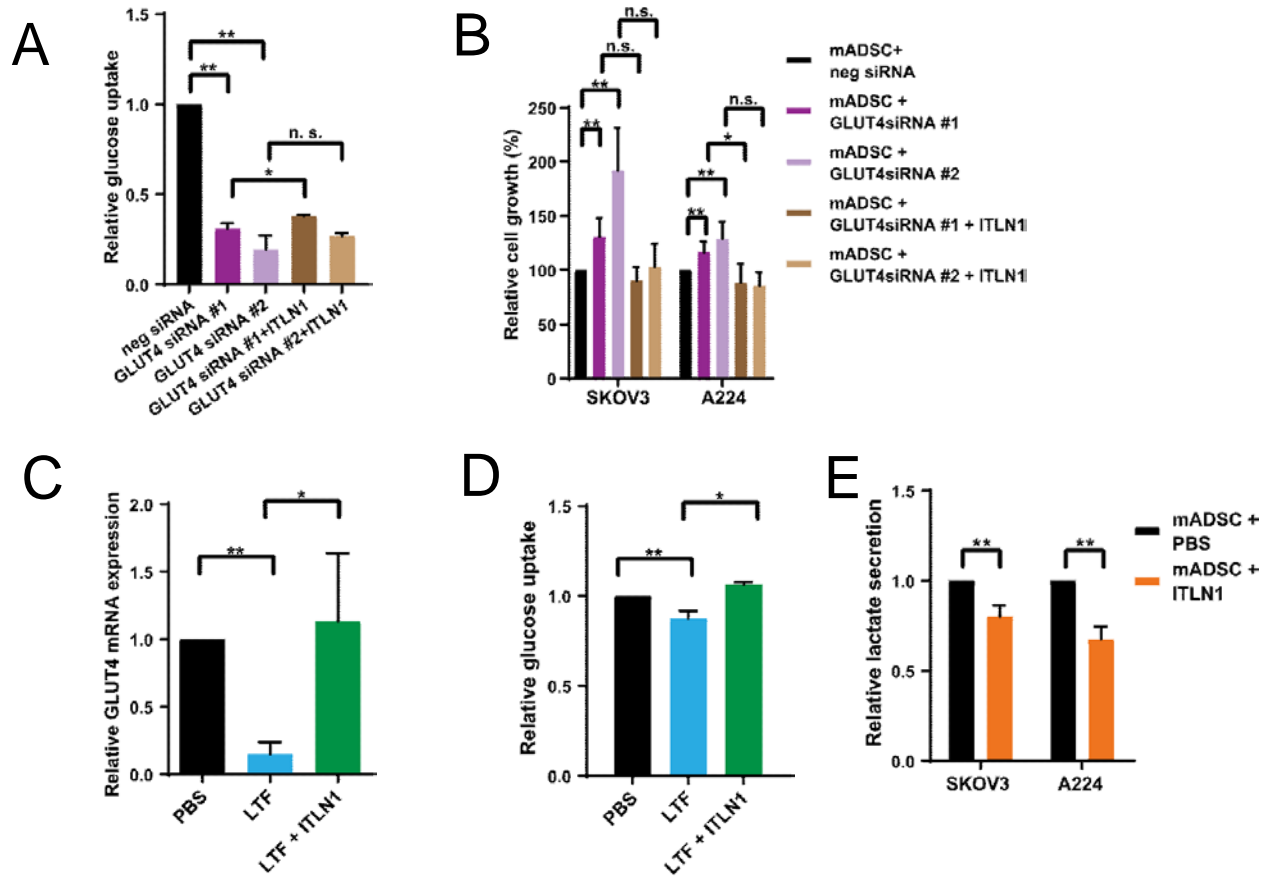 A
Relative glucose uptake
1.5
1.0
0.5
0.0
**
**
*
n. s.
neg siRNA
GLUT4 siRNA #1
GLUT4 siRNA #2
GLUT4 siRNA #1+ITLN1
GLUT4 siRNA #2+ITLN1
B
Relative cell growth (%)
250
200
150
100
50
0
n.s.
n.s.
**
**
n.s.
*
**
**
SKOV3
A224
mADSC+
neg siRNA
mADSC +
GLUT4siRNA #1
mADSC +
GLUT4siRNA #2
mADSC +
GLUT4siRNA #1 + ITLN1
mADSC +
GLUT4siRNA #2 + ITLN1
C
Relative GLUT4 mRNA expression
2.0
1.5
1.0
0.5
0.0
*
**
PBS
LTF
LTF + ITLN1
D
Relative glucose uptake
1.5
1.0
0.5
0.0
*
**
PBS
LTF
LTF + ITLN1
E
Relative lactate secretion
1.5
1.0
0.5
0.0
**
**
SKOV3
A224
mADSC +
PBS
mADSC +
ITLN1